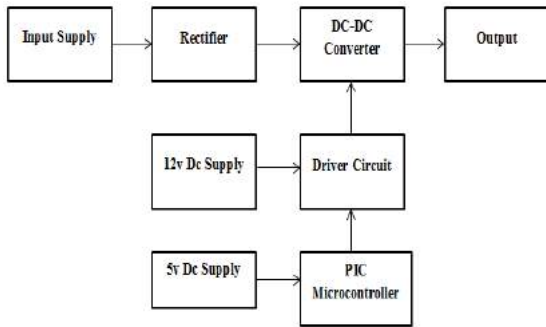 Input Supply
Rectifier
DC-DC
Converter
Output
12v Dc Supply
Driver Circuit
5v Dc Supply
PIC
Microcontroller